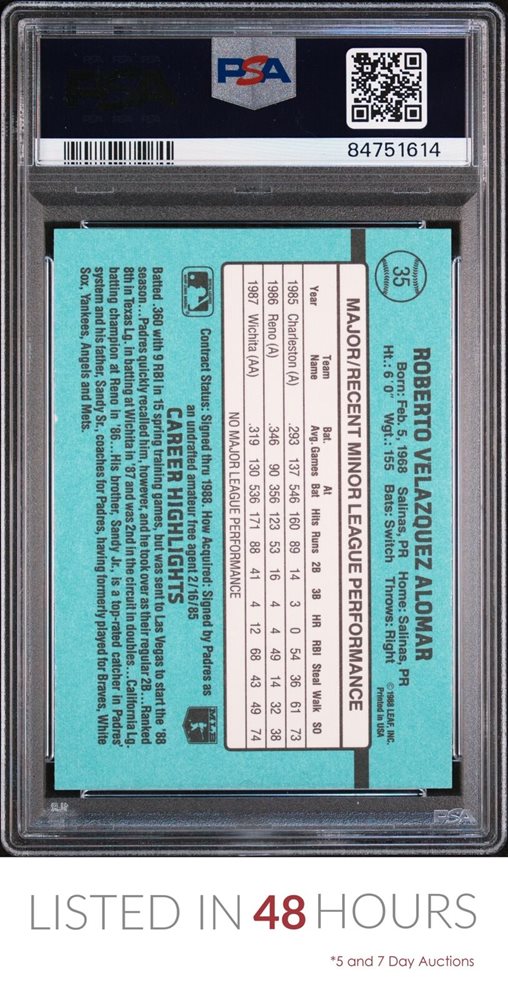 PSA
84751614
35
ROBERTO VELAZQUEZ ALOMAR
Born: Feb. 5, 1968 Salinas, PR Home: Salinas, PR
Ht.: 6' 0" Wgt.: 155 Bats: Switch Throws: Right
© 1988 LEAF, INC.
Printed in USA
MAJOR/RECENT MINOR LEAGUE PERFORMANCE
Year Team Name Bat. Avg. Games At Bat Hits Runs 2B 3B HR RBI Steal Walk SO
1985 Charleston (A) .293 137 546 160 89 14 3 0 54 36 61 73
1986 Reno (A) .346 90 356 123 53 16 4 4 49 14 32 38
1987 Wichita (AA) .319 130 536 171 88 41 4 12 68 43 49 74
NO MAJOR LEAGUE PERFORMANCE
Contract Status: Signed thru 1988. How Acquired: Signed by Padres as
an undrafted amateur free agent 2/16/85
CAREER HIGHLIGHTS
MLB
Batted .360 with 9 RBI in 15 spring training games, but was sent to Las Vegas to start the '88
season...Padres quickly recalled him, however, and he took over as their regular 2B...Ranked
8th in Texas Lg. in batting at Wichita in '87 and was 2nd in the circuit in doubles...California Lg.
batting champion at Reno in '86...His brother, Sandy Jr., is a top-rated catcher in Padres'
system and his father, Sandy Sr., coaches for Padres, having formerly played for Braves, White
Sox, Yankees, Angels and Mets.
PSA
LISTED IN 48 HOURS
*5 and 7 Day Auctions